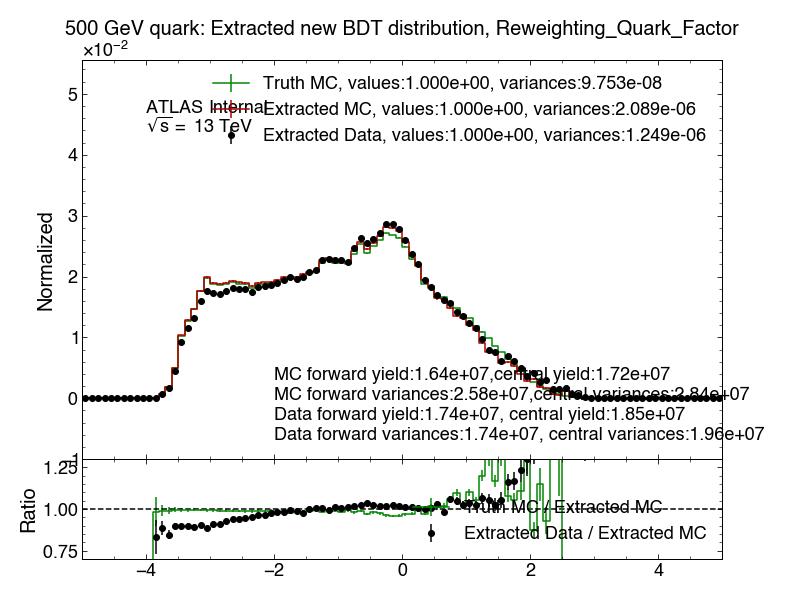 500 GeV quark: Extracted new BDT distribution, Reweighting_Quark_Factor
×10−2
Truth MC, values:1.000e+00, variances:9.753e-08
ATLAS Internal
Extracted MC, values:1.000e+00, variances:2.089e-06
√s = 13 TeV
Extracted Data, values:1.000e+00, variances:1.249e-06
5
4
3
2
1
0
−1
Normalized
MC forward yield:1.64e+07,central yield:1.72e+07
MC forward variances:2.58e+07,central variances:2.84e+07
Data forward yield:1.74e+07, central yield:1.85e+07
Data forward variances:1.74e+07, central variances:1.96e+07
1.25
1.00
0.75
Ratio
Truth MC / Extracted MC
Extracted Data / Extracted MC
−4 −2 0 2 4